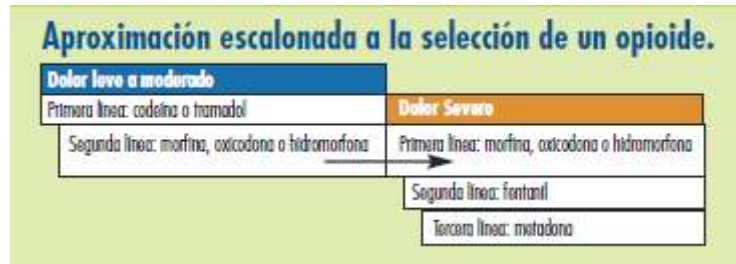 Aproximación escalonada a la selección de un opioide.
Dolor leve a moderado
Primera línea: codeína o tramadol
Dolor Severo
Segunda línea: morfina, oxicodona o hidromorfona
Primera línea: morfina, oxicodona o hidromorfona
Segunda línea: fentanil
Tercera línea: metadona